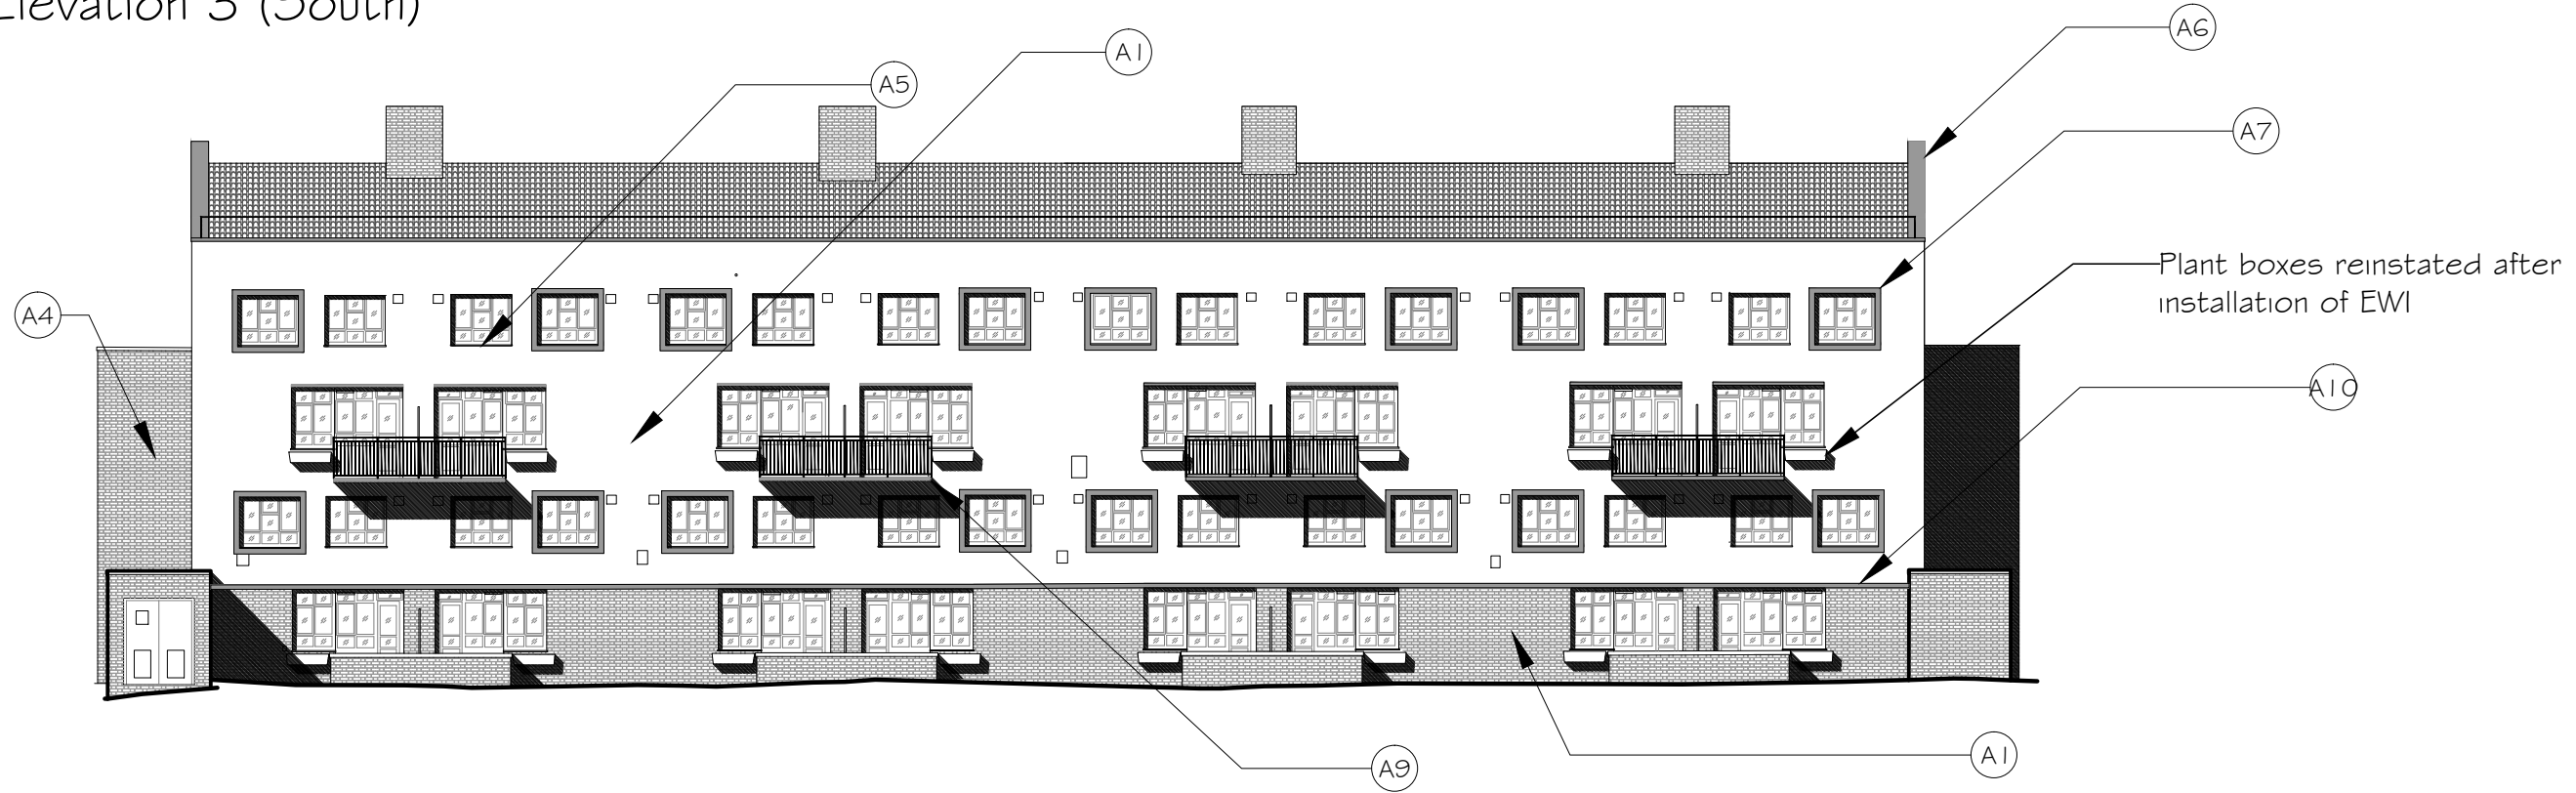 Elevation 3 (South)
A6
A1
A5
A7
Plant boxes reinstated after
installation of EWI
A4
A10
A9
A1